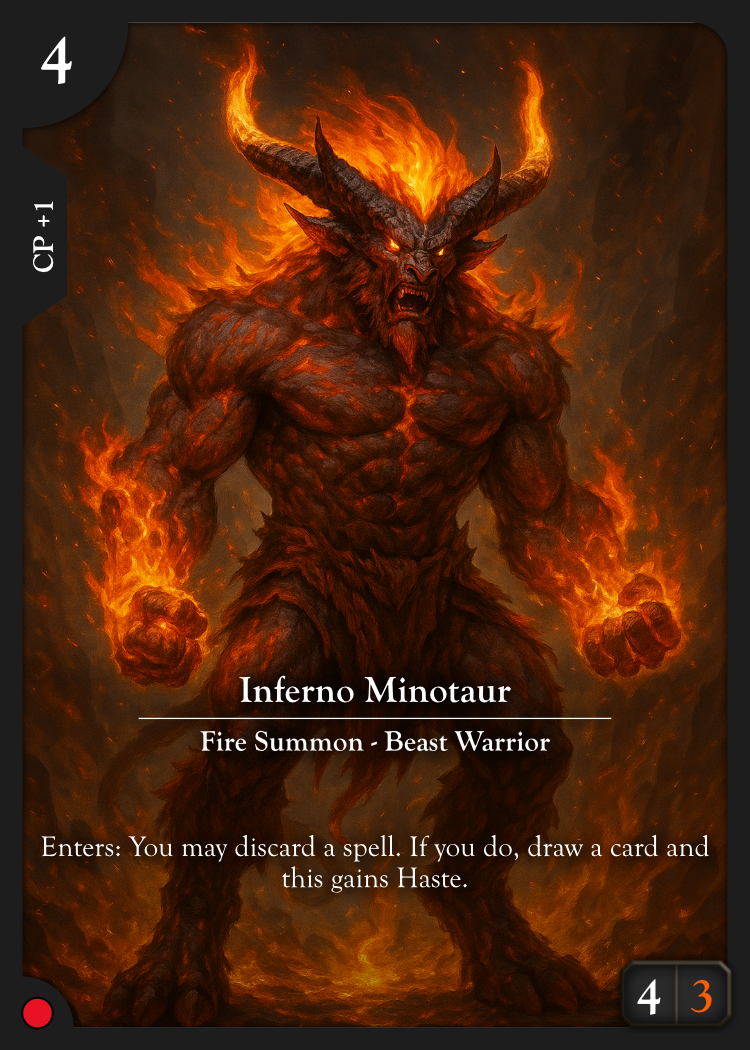 4
CP +1
Inferno Minotaur
Fire Summon - Beast Warrior
Enters: You may discard a spell. If you do, draw a card and
this gains Haste.
4 3